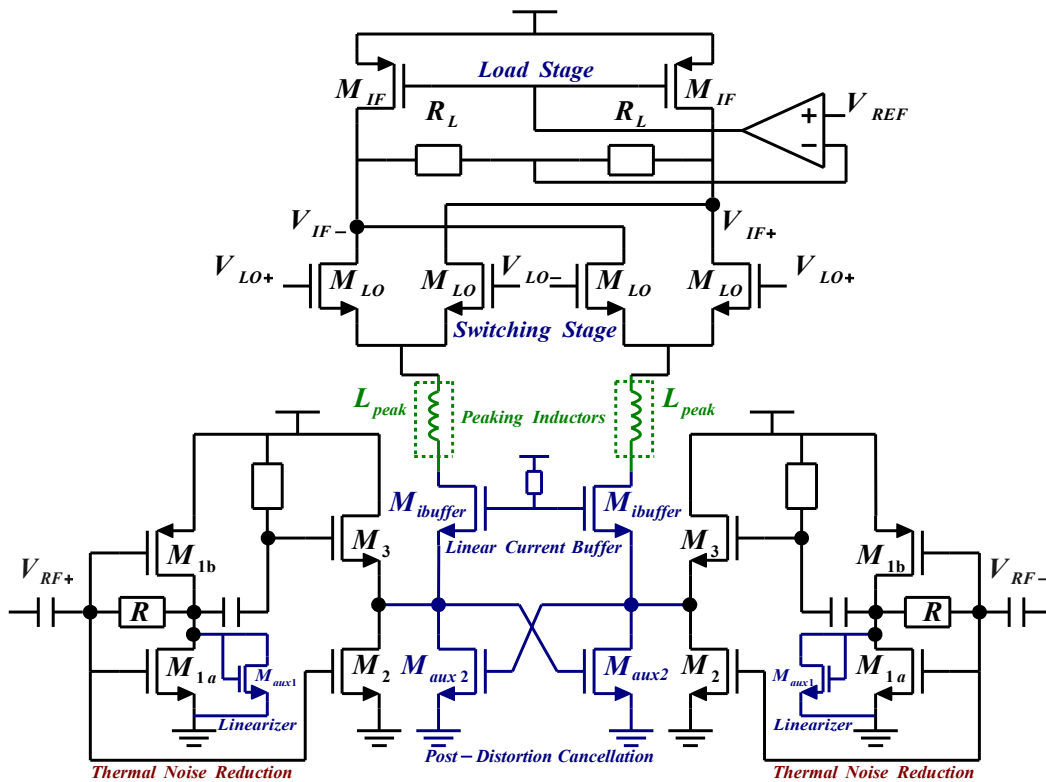 Load Stage
M IF
M IF
R L
R L
+
−
V REF
V IF−
V IF+
V LO+
M LO
M LO
V LO−
M LO
M LO
V LO+
Switching Stage
L peak
Peaking Inductors
L peak
M ibuffer
M ibuffer
Linear Current Buffer
M 1b
M 3
M 3
M 1b
V RF+
V RF−
R
R
M 1a
M aux1
M 2
M aux2
M aux2
M 2
M aux1
M 1a
Linearizer
Linearizer
Post−Distortion Cancellation
Thermal Noise Reduction
Thermal Noise Reduction